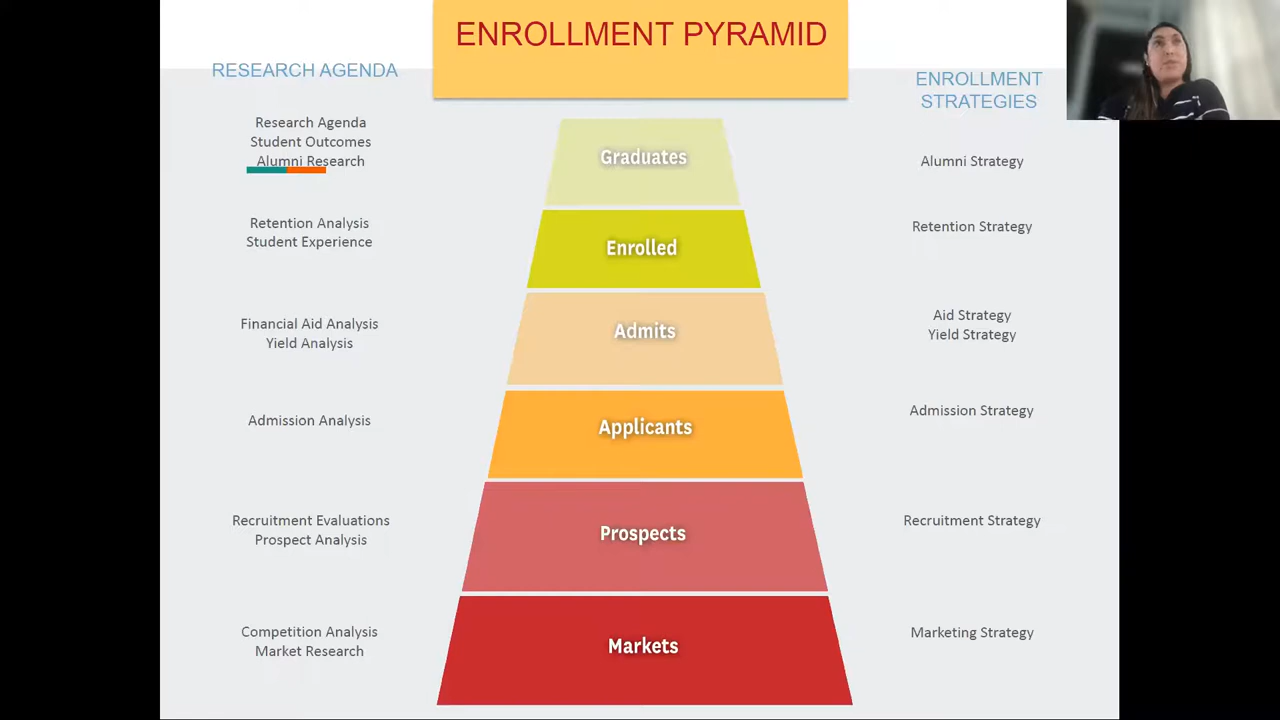 ENROLLMENT PYRAMID
RESEARCH AGENDA
ENROLLMENT
STRATEGIES
Research Agenda
Student Outcomes
Alumni Research
Graduates
Alumni Strategy
Retention Analysis
Student Experience
Enrolled
Retention Strategy
Financial Aid Analysis
Yield Analysis
Admits
Aid Strategy
Yield Strategy
Admission Analysis
Applicants
Admission Strategy
Recruitment Evaluations
Prospect Analysis
Prospects
Recruitment Strategy
Competition Analysis
Market Research
Markets
Marketing Strategy